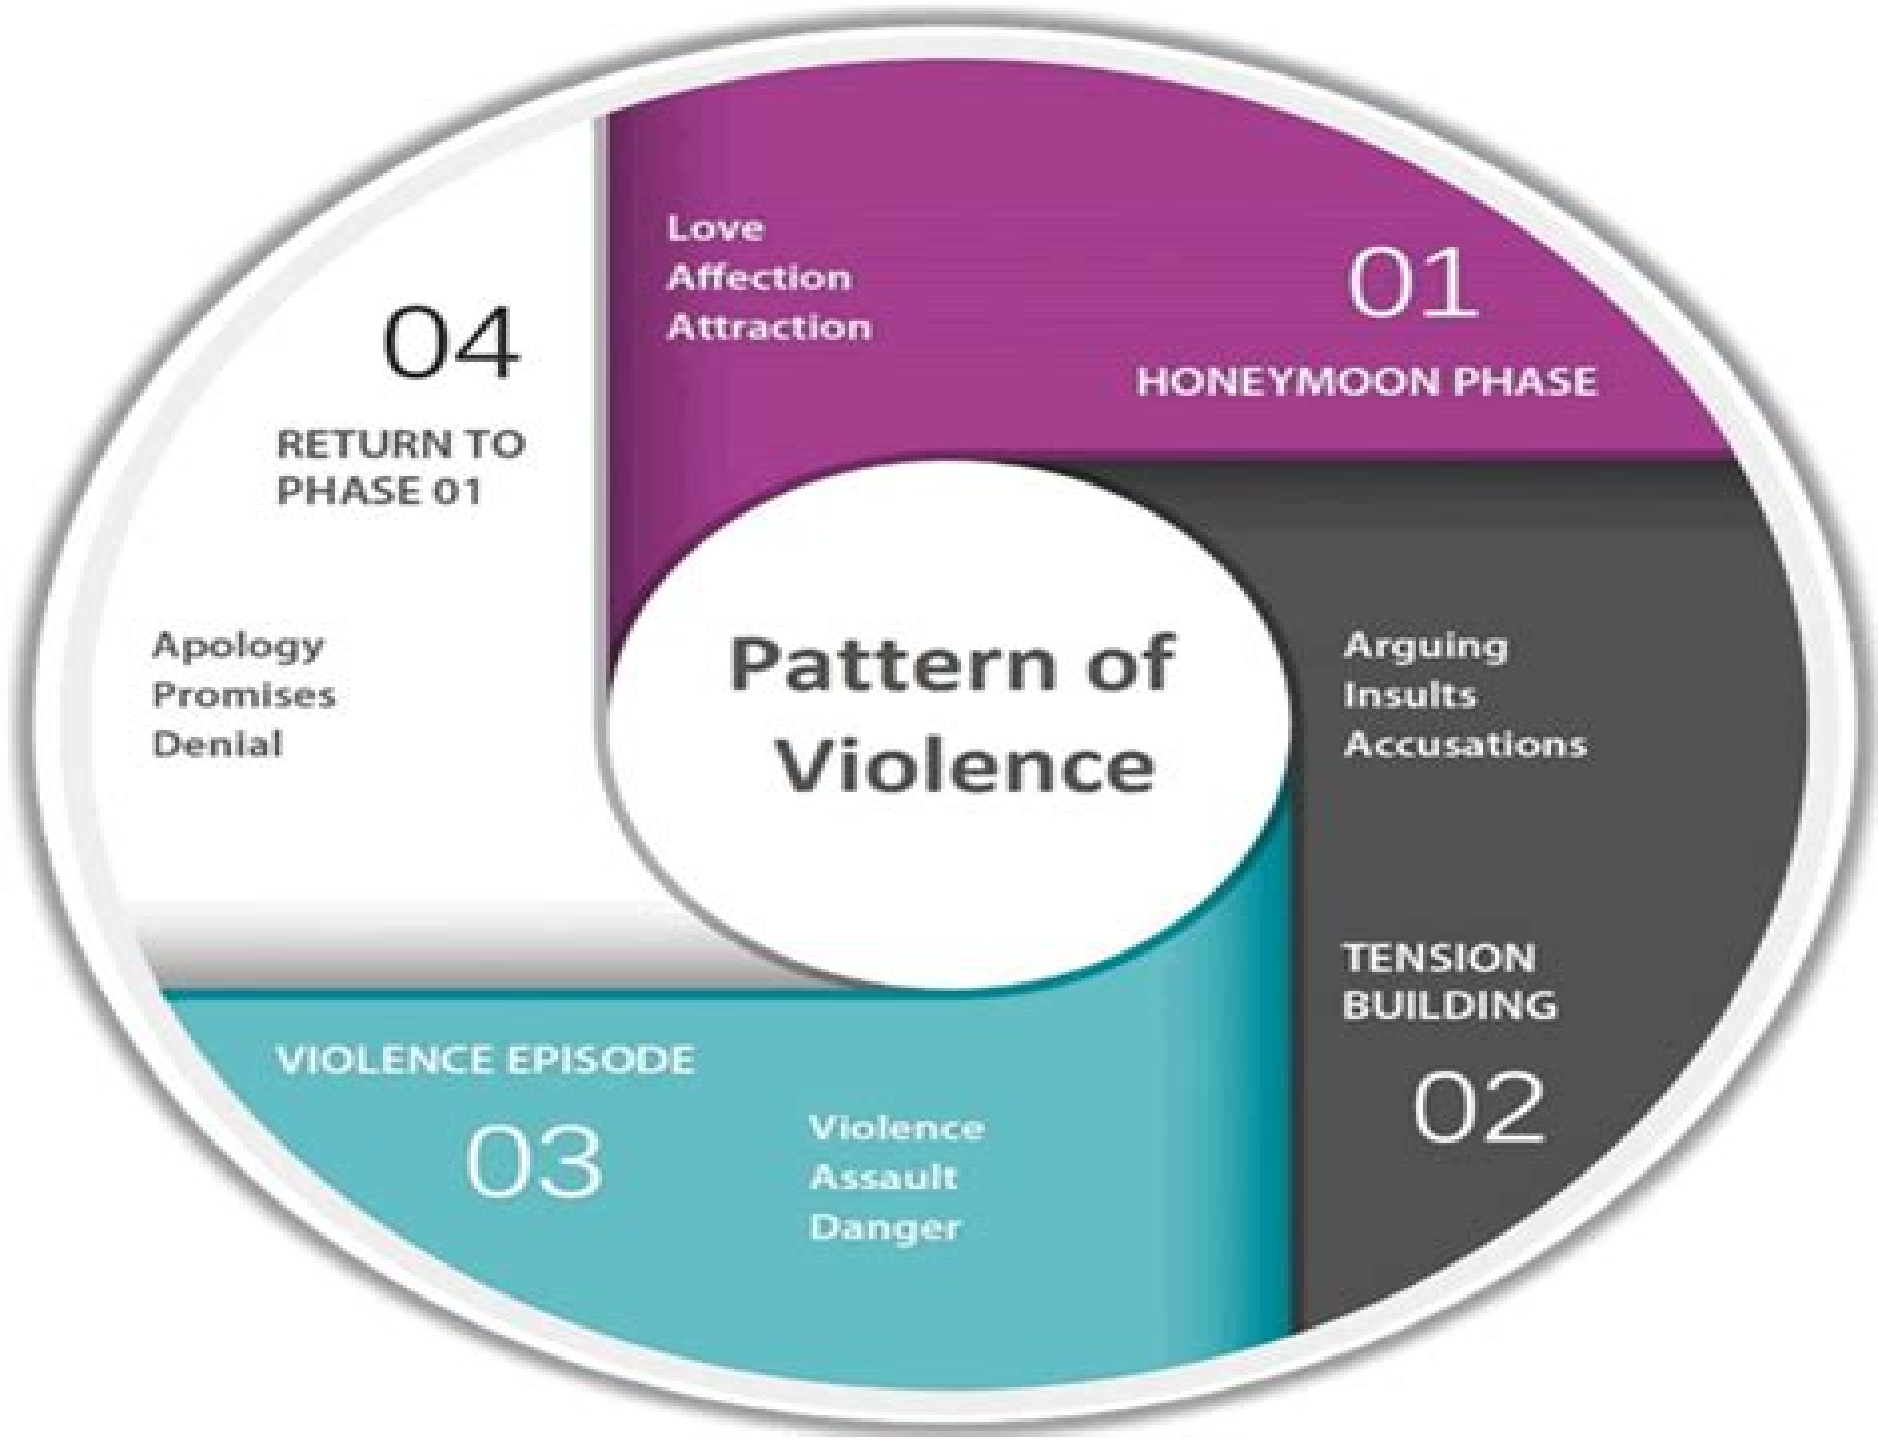 Love
Affection
Attraction
01
HONEYMOON PHASE
Arguing
Insults
Accusations
TENSION
BUILDING
02
VIOLENCE EPISODE
03
Violence
Assault
Danger
04
RETURN TO
PHASE 01
Apology
Promises
Denial
Pattern of
Violence